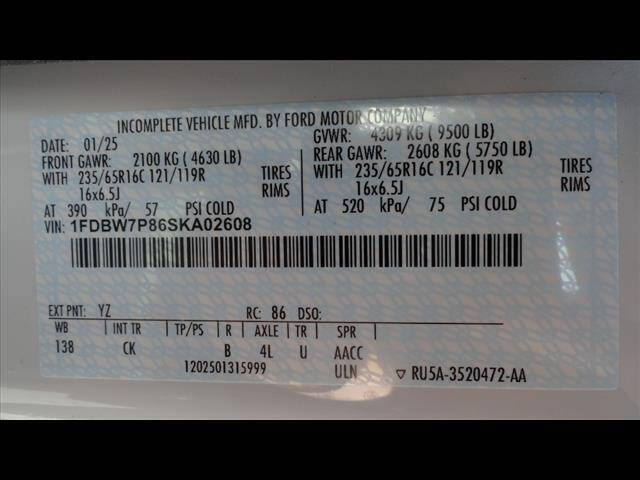 INCOMPLETE VEHICLE MFD. BY FORD MOTOR COMPANY
DATE: 01/25 GVWR: 4309 KG ( 9500 LB)
FRONT GAWR: 2100 KG ( 4630 LB) REAR GAWR: 2608 KG ( 5750 LB)
WITH 235/65R16C 121/119R TIRES WITH 235/65R16C 121/119R TIRES
16x6.5J RIMS 16x6.5J RIMS
AT 390 kPa/ 57 PSI COLD AT 520 kPa/ 75 PSI COLD
VIN: 1FDBW7P86SKA02608
EXT PNT: YZ RC: 86 DSO:
WB INT TR TP/PS R AXLE TR SPR
138 CK B 4L U AACC
1202501315999 ULN ▽ RU5A-3520472-AA